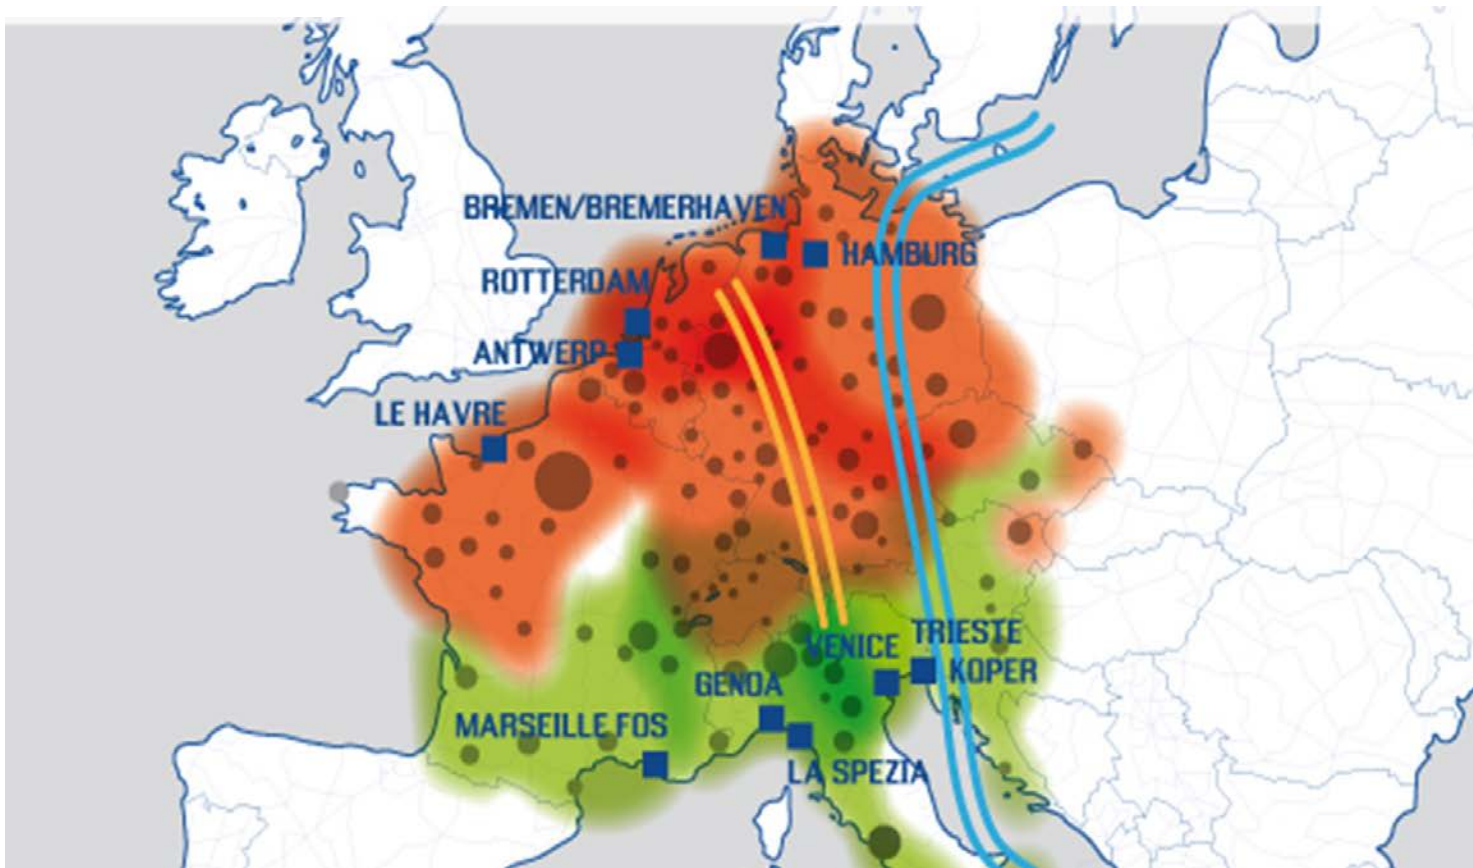 BREMEN/BREMERHAVEN
HAMBURG
ROTTERDAM
ANTWERP
LE HAVRE
VENICE
TRIESTE
KOPER
GENOA
MARSEILLE FOS
LA SPEZIA